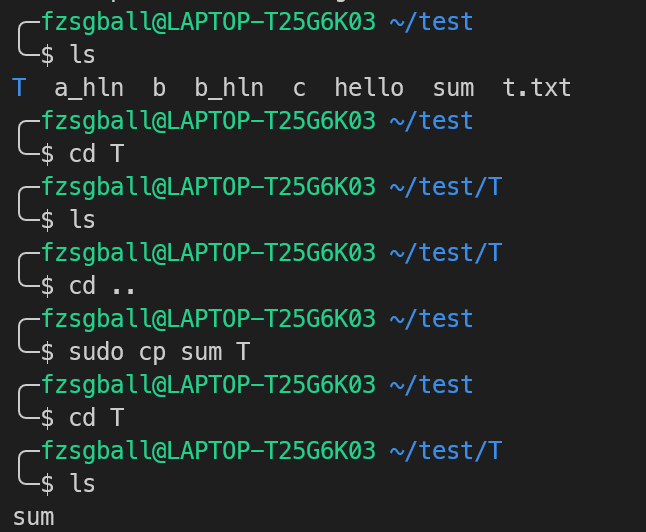 fzsgball@LAPTOP-T25G6K03 ~/test
$ ls
T a_hln b b_hln c hello sum t.txt
fzsgball@LAPTOP-T25G6K03 ~/test
$ cd T
fzsgball@LAPTOP-T25G6K03 ~/test/T
$ ls
fzsgball@LAPTOP-T25G6K03 ~/test/T
$ cd ..
fzsgball@LAPTOP-T25G6K03 ~/test
$ sudo cp sum T
fzsgball@LAPTOP-T25G6K03 ~/test
$ cd T
fzsgball@LAPTOP-T25G6K03 ~/test/T
$ ls
sum